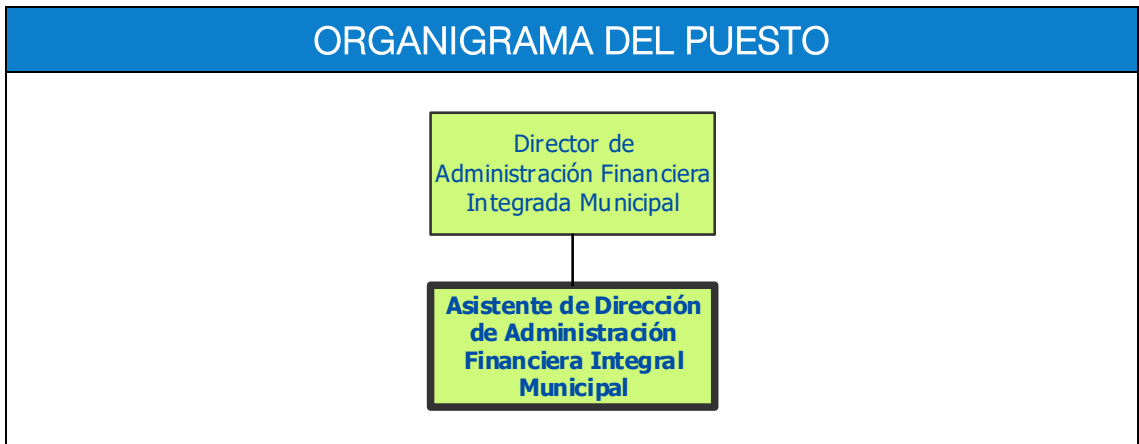 ORGANIGRAMA DEL PUESTO
Director de
Administración Financiera
Integrada Municipal
Asistente de Dirección
de Administración
Financiera Integral
Municipal